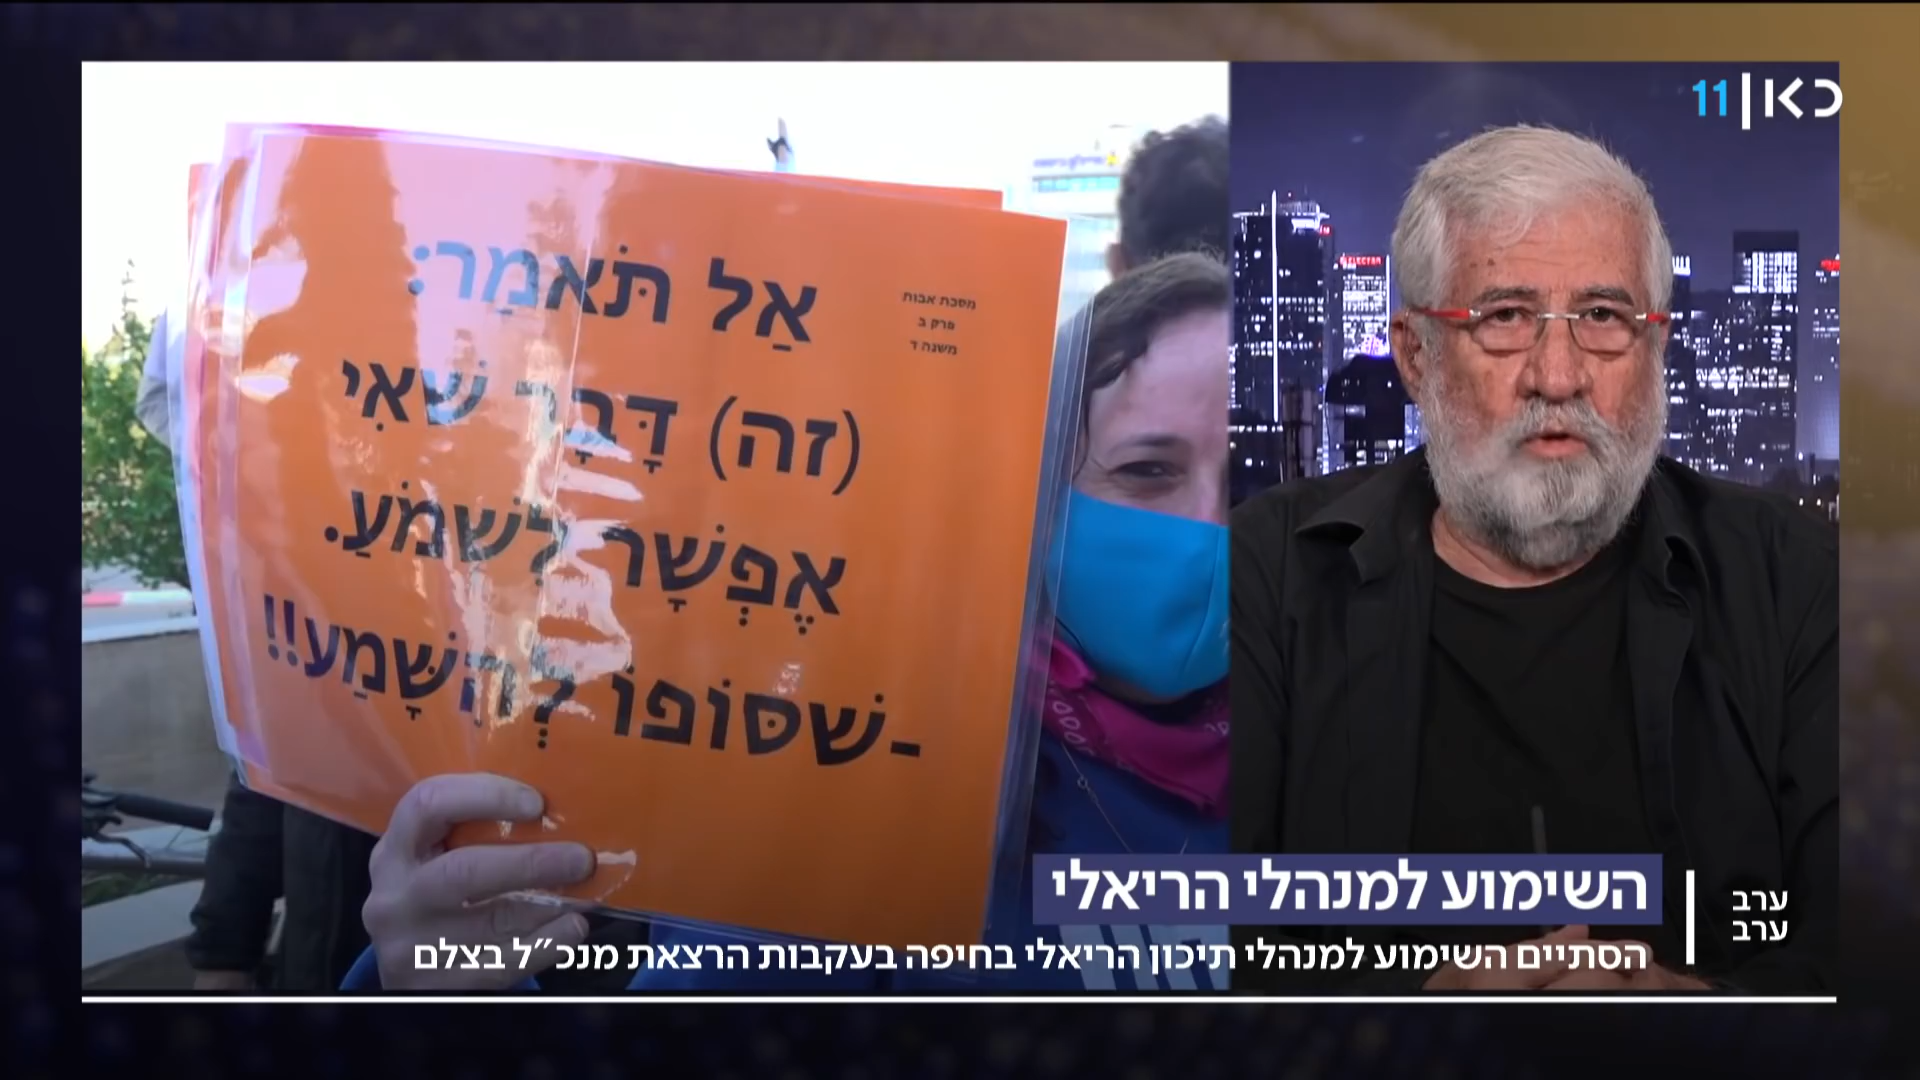 כאן 11
מסכת אבות
פרק ב
משנה ד
אַל תֹּאמַר:
(זה) דָּבָר שֶׁאִי
אֶפְשָׁר לִשְׁמֹעַ.
-שֶׁסּוֹפוֹ לְהִשָּׁמַע!!
השימוע למנהלי הריאלי
הסתיים השימוע למנהלי תיכון הריאלי בחיפה בעקבות הרצאת מנכ״ל בצלם
ערב
ערב